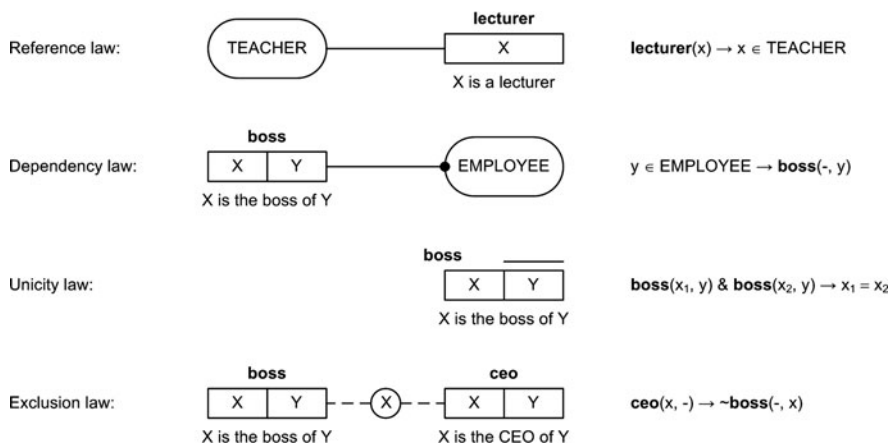 lecturer
Reference law: TEACHER X lecturer(x) → x ∈ TEACHER
X is a lecturer
boss
Dependency law: X Y EMPLOYEE y ∈ EMPLOYEE → boss(-, y)
X is the boss of Y
boss
Unicity law: X Y boss(x₁, y) & boss(x₂, y) → x₁ = x₂
X is the boss of Y
boss ceo
Exclusion law: X Y X X Y ceo(x, -) → ~boss(-, x)
X is the boss of Y X is the CEO of Y